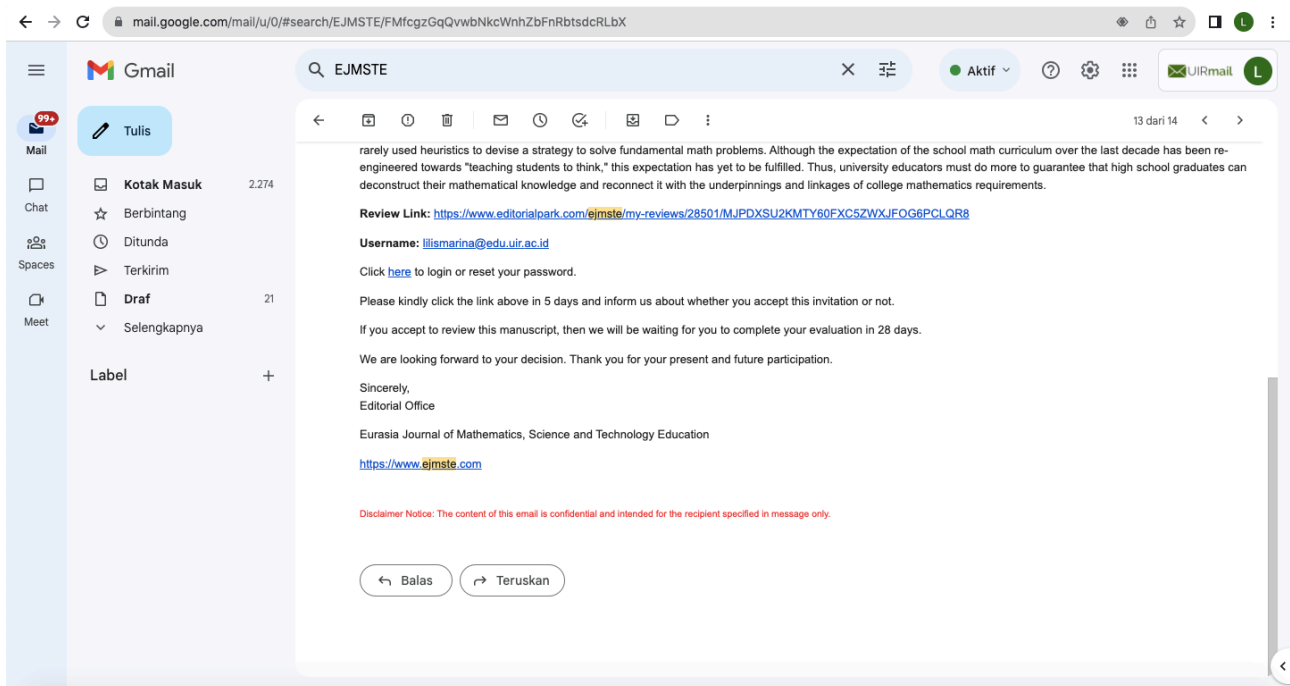 mail.google.com/mail/u/0/#search/EJMSTE/FMfcgzGqQvwbNkcWnhZbFnRbtsdcRLbX
L
Gmail
EJMSTE
Aktif
UIRmail
L
99+
Mail
Chat
Spaces
Meet
Tulis
Kotak Masuk 2.274
Berbintang
Ditunda
Terkirim
Draf 21
Selengkapnya
Label
13 dari 14
rarely used heuristics to devise a strategy to solve fundamental math problems. Although the expectation of the school math curriculum over the last decade has been re-
engineered towards "teaching students to think," this expectation has yet to be fulfilled. Thus, university educators must do more to guarantee that high school graduates can
deconstruct their mathematical knowledge and reconnect it with the underpinnings and linkages of college mathematics requirements.
Review Link: https://www.editorialpark.com/ejmste/my-reviews/28501/MJPDXSU2KMTY60FXC5ZWXJFOG6PCLQR8
Username: lilismarina@edu.uir.ac.id
Click here to login or reset your password.
Please kindly click the link above in 5 days and inform us about whether you accept this invitation or not.
If you accept to review this manuscript, then we will be waiting for you to complete your evaluation in 28 days.
We are looking forward to your decision. Thank you for your present and future participation.
Sincerely,
Editorial Office
Eurasia Journal of Mathematics, Science and Technology Education
https://www.ejmste.com
Disclaimer Notice: The content of this email is confidential and intended for the recipient specified in message only.
Balas
Teruskan